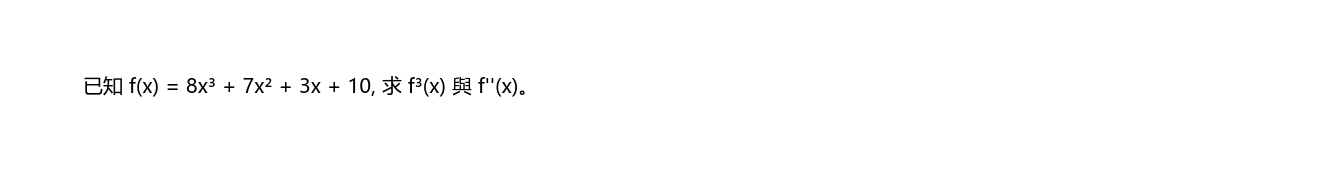 已知 f(x) = 8x³ + 7x² + 3x + 10, 求 f³(x) 與 f''(x)。